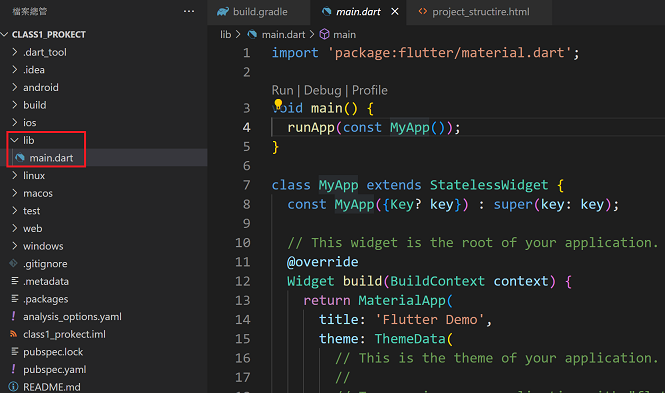 檔案總管 ···
CLASS1_PROKECT
.dart_tool
.idea
android
build
ios
lib
main.dart
linux
macos
test
web
windows
.gitignore
.metadata
.packages
analysis_options.yaml
class1_prokect.iml
pubspec.lock
pubspec.yaml
README.md
build.gradle main.dart project_structire.html
lib > main.dart > main
1 import 'package:flutter/material.dart';
2
Run | Debug | Profile
3 void main() {
4 runApp(const MyApp());
5 }
6
7 class MyApp extends StatelessWidget {
8 const MyApp({Key? key}) : super(key: key);
9
10 // This widget is the root of your application.
11 @override
12 Widget build(BuildContext context) {
13 return MaterialApp(
14 title: 'Flutter Demo',
15 theme: ThemeData(
16 // This is the theme of your application.
17 //